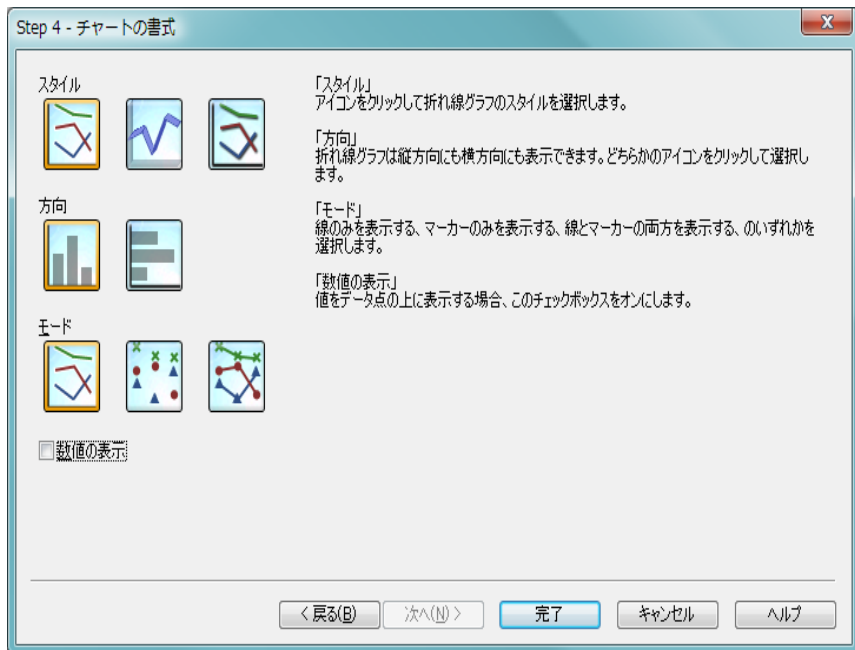 Step 4 - チャートの書式
スタイル
「スタイル」
アイコンをクリックして折れ線グラフのスタイルを選択します。
「方向」
折れ線グラフは縦方向にも横方向にも表示できます。どちらかのアイコンをクリックして選択し
ます。
方向
「モード」
線のみを表示する、マーカーのみを表示する、線とマーカーの両方を表示する、のいずれかを
選択します。
「数値の表示」
値をデータ点の上に表示する場合、このチェックボックスをオンにします。
モード
数値の表示
< 戻る(B)
次へ(N) >
完了
キャンセル
ヘルプ